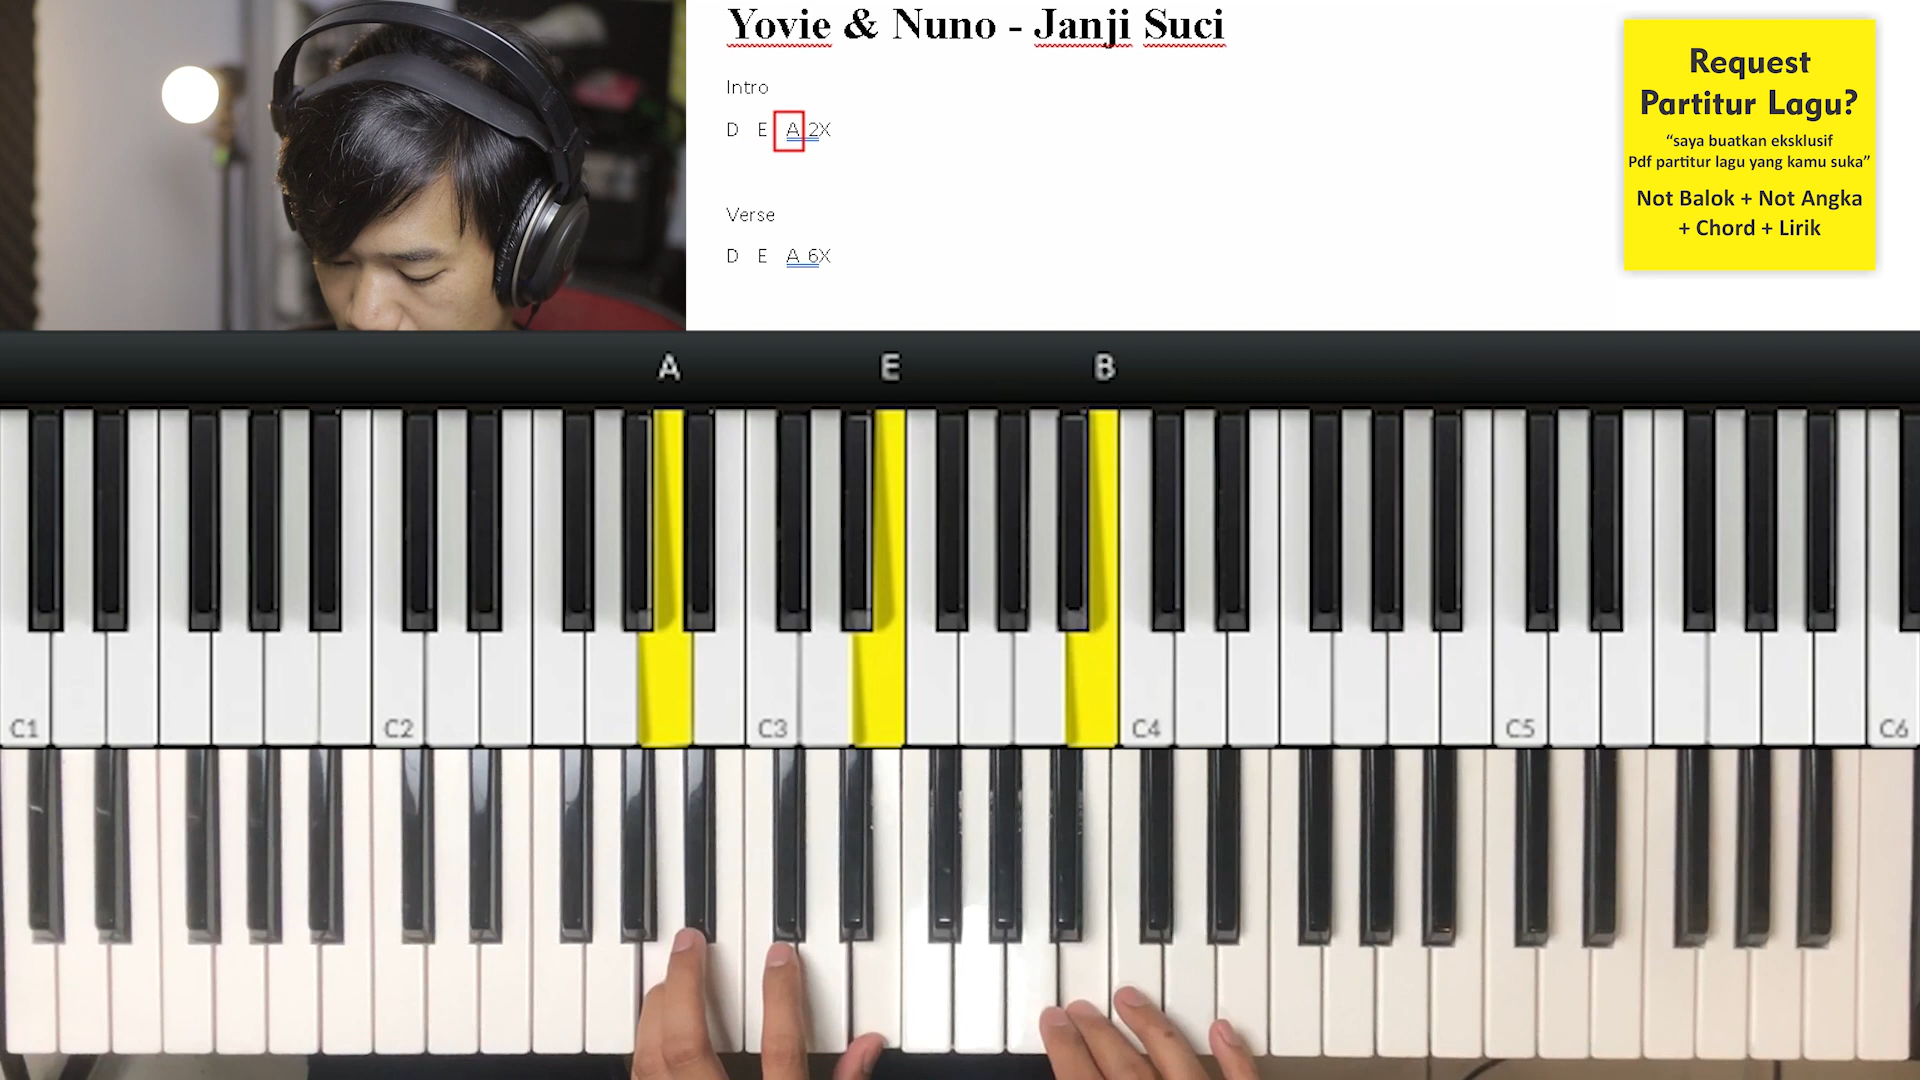 Yovie & Nuno - Janji Suci
Intro
D E A 2X
Verse
D E A 6X
Request
Partitur Lagu?
“saya buatkan eksklusif
Pdf partitur lagu yang kamu suka”
Not Balok + Not Angka
+ Chord + Lirik
A E B
C1 C2 C3 C4 C5 C6